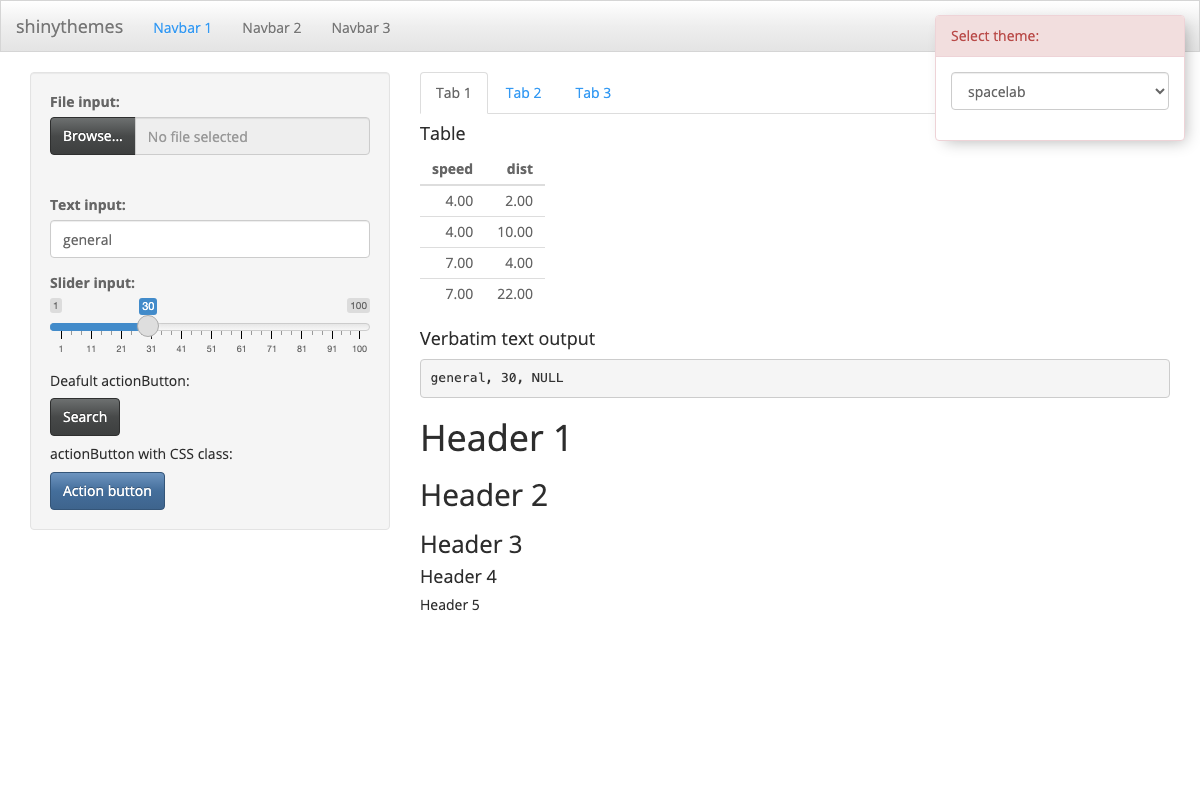 shinythemes Navbar 1 Navbar 2 Navbar 3
Select theme:
spacelab
File input:
Browse... No file selected
Text input:
general
Slider input:
1 30 100
1 11 21 31 41 51 61 71 81 91 100
Deafult actionButton:
Search
actionButton with CSS class:
Action button
Tab 1 Tab 2 Tab 3
Table
speed dist
4.00 2.00
4.00 10.00
7.00 4.00
7.00 22.00
Verbatim text output
general, 30, NULL
Header 1
Header 2
Header 3
Header 4
Header 5